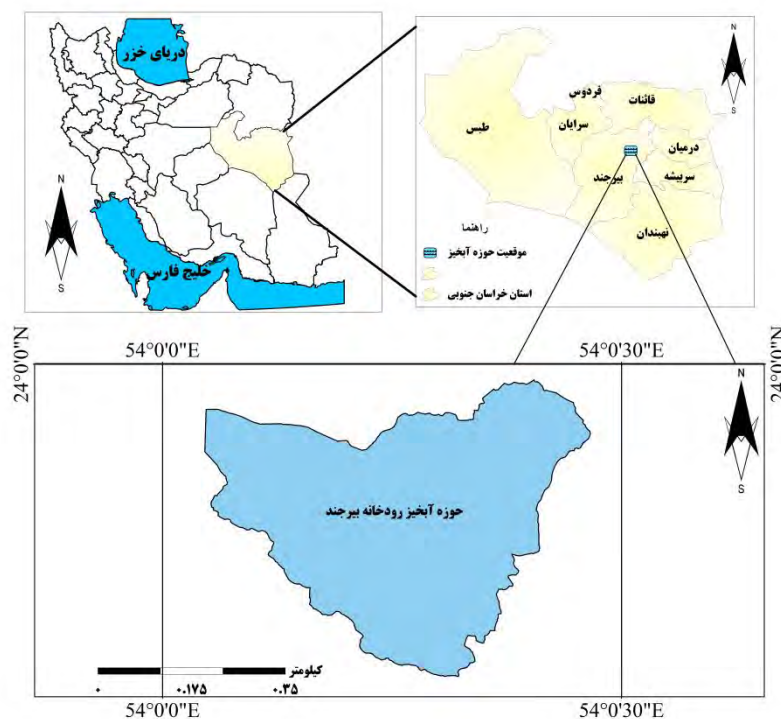 دریای خزر
N
S
خلیج فارس
N
S
فردوس
قائنات
طبس
سرایان
درمیان
بیرجند
سربیشه
نهبندان
راهنما
موقعیت حوزه آبخیز
استان خراسان جنوبی
54°0'0"E
54°0'30"E
24°0'0"N
24°0'0"N
N
S
حوزه آبخیز رودخانه بیرجند
کیلومتر
۰ ۰.۱۷۵ ۰.۳۵
54°0'0"E
54°0'30"E